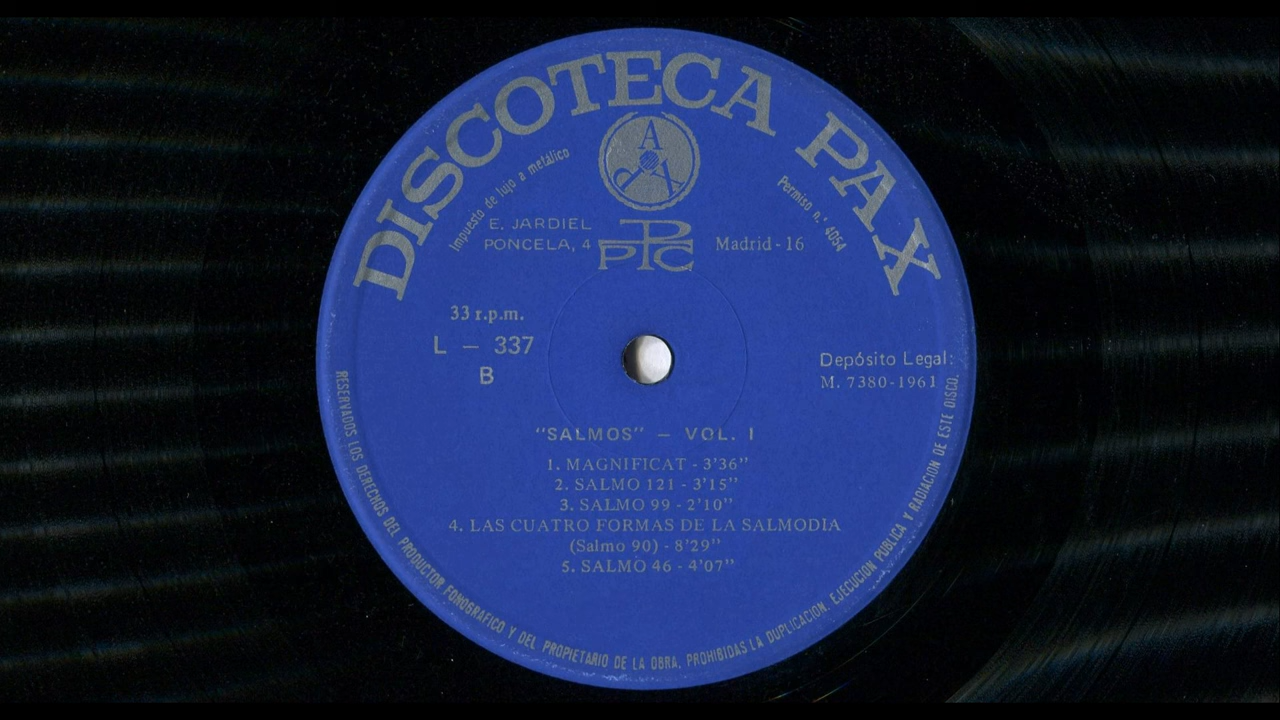 DISCOTECA PAX
Impuesto de lujo a metálico
Permiso n.° 4054
A
P X
E. JARDIEL
PONCELA, 4
PPC
Madrid - 16
33 r.p.m.
L — 337
B
Depósito Legal:
M. 7380-1961
"SALMOS" — VOL. I
1. MAGNIFICAT - 3'36"
2. SALMO 121 - 3'15"
3. SALMO 99 - 2'10"
4. LAS CUATRO FORMAS DE LA SALMODIA
(Salmo 90) - 8'29"
5. SALMO 46 - 4'07"
RESERVADOS LOS DERECHOS DEL PRODUCTOR FONOGRAFICO Y DEL PROPIETARIO DE LA OBRA. PROHIBIDAS LA DUPLICACION. EJECUCION PUBLICA Y RADIACION DE ESTE DISCO.